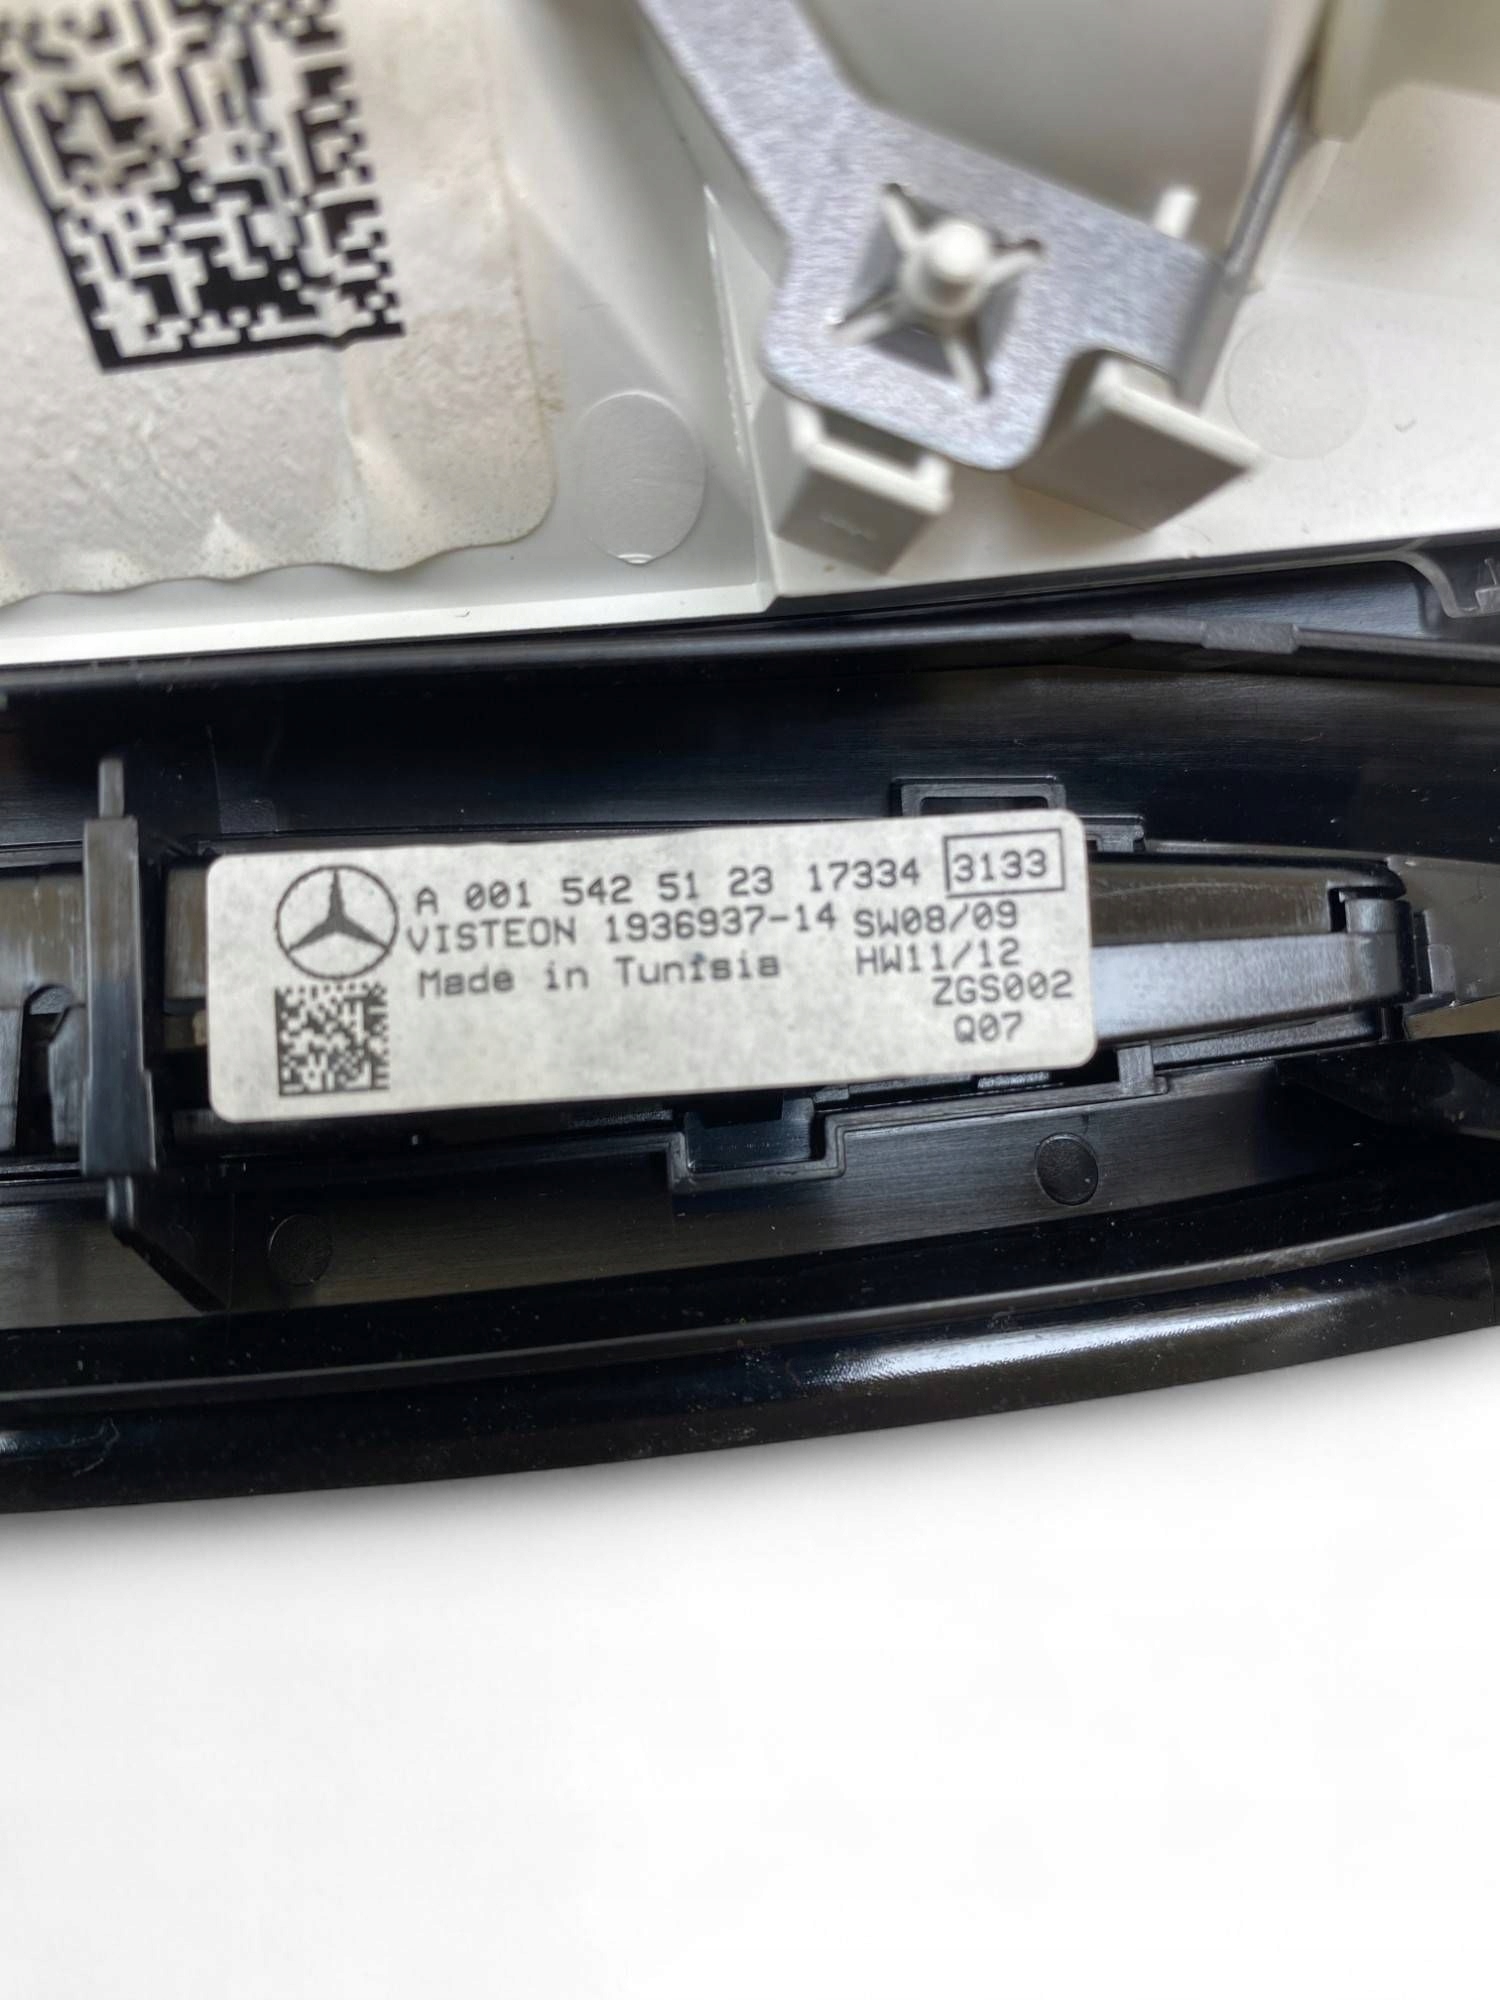 A 001 542 51 23 17334 3133
VISTEON 1936937-14 SW08/09
Made in Tunisia HW11/12
ZGS002
Q07